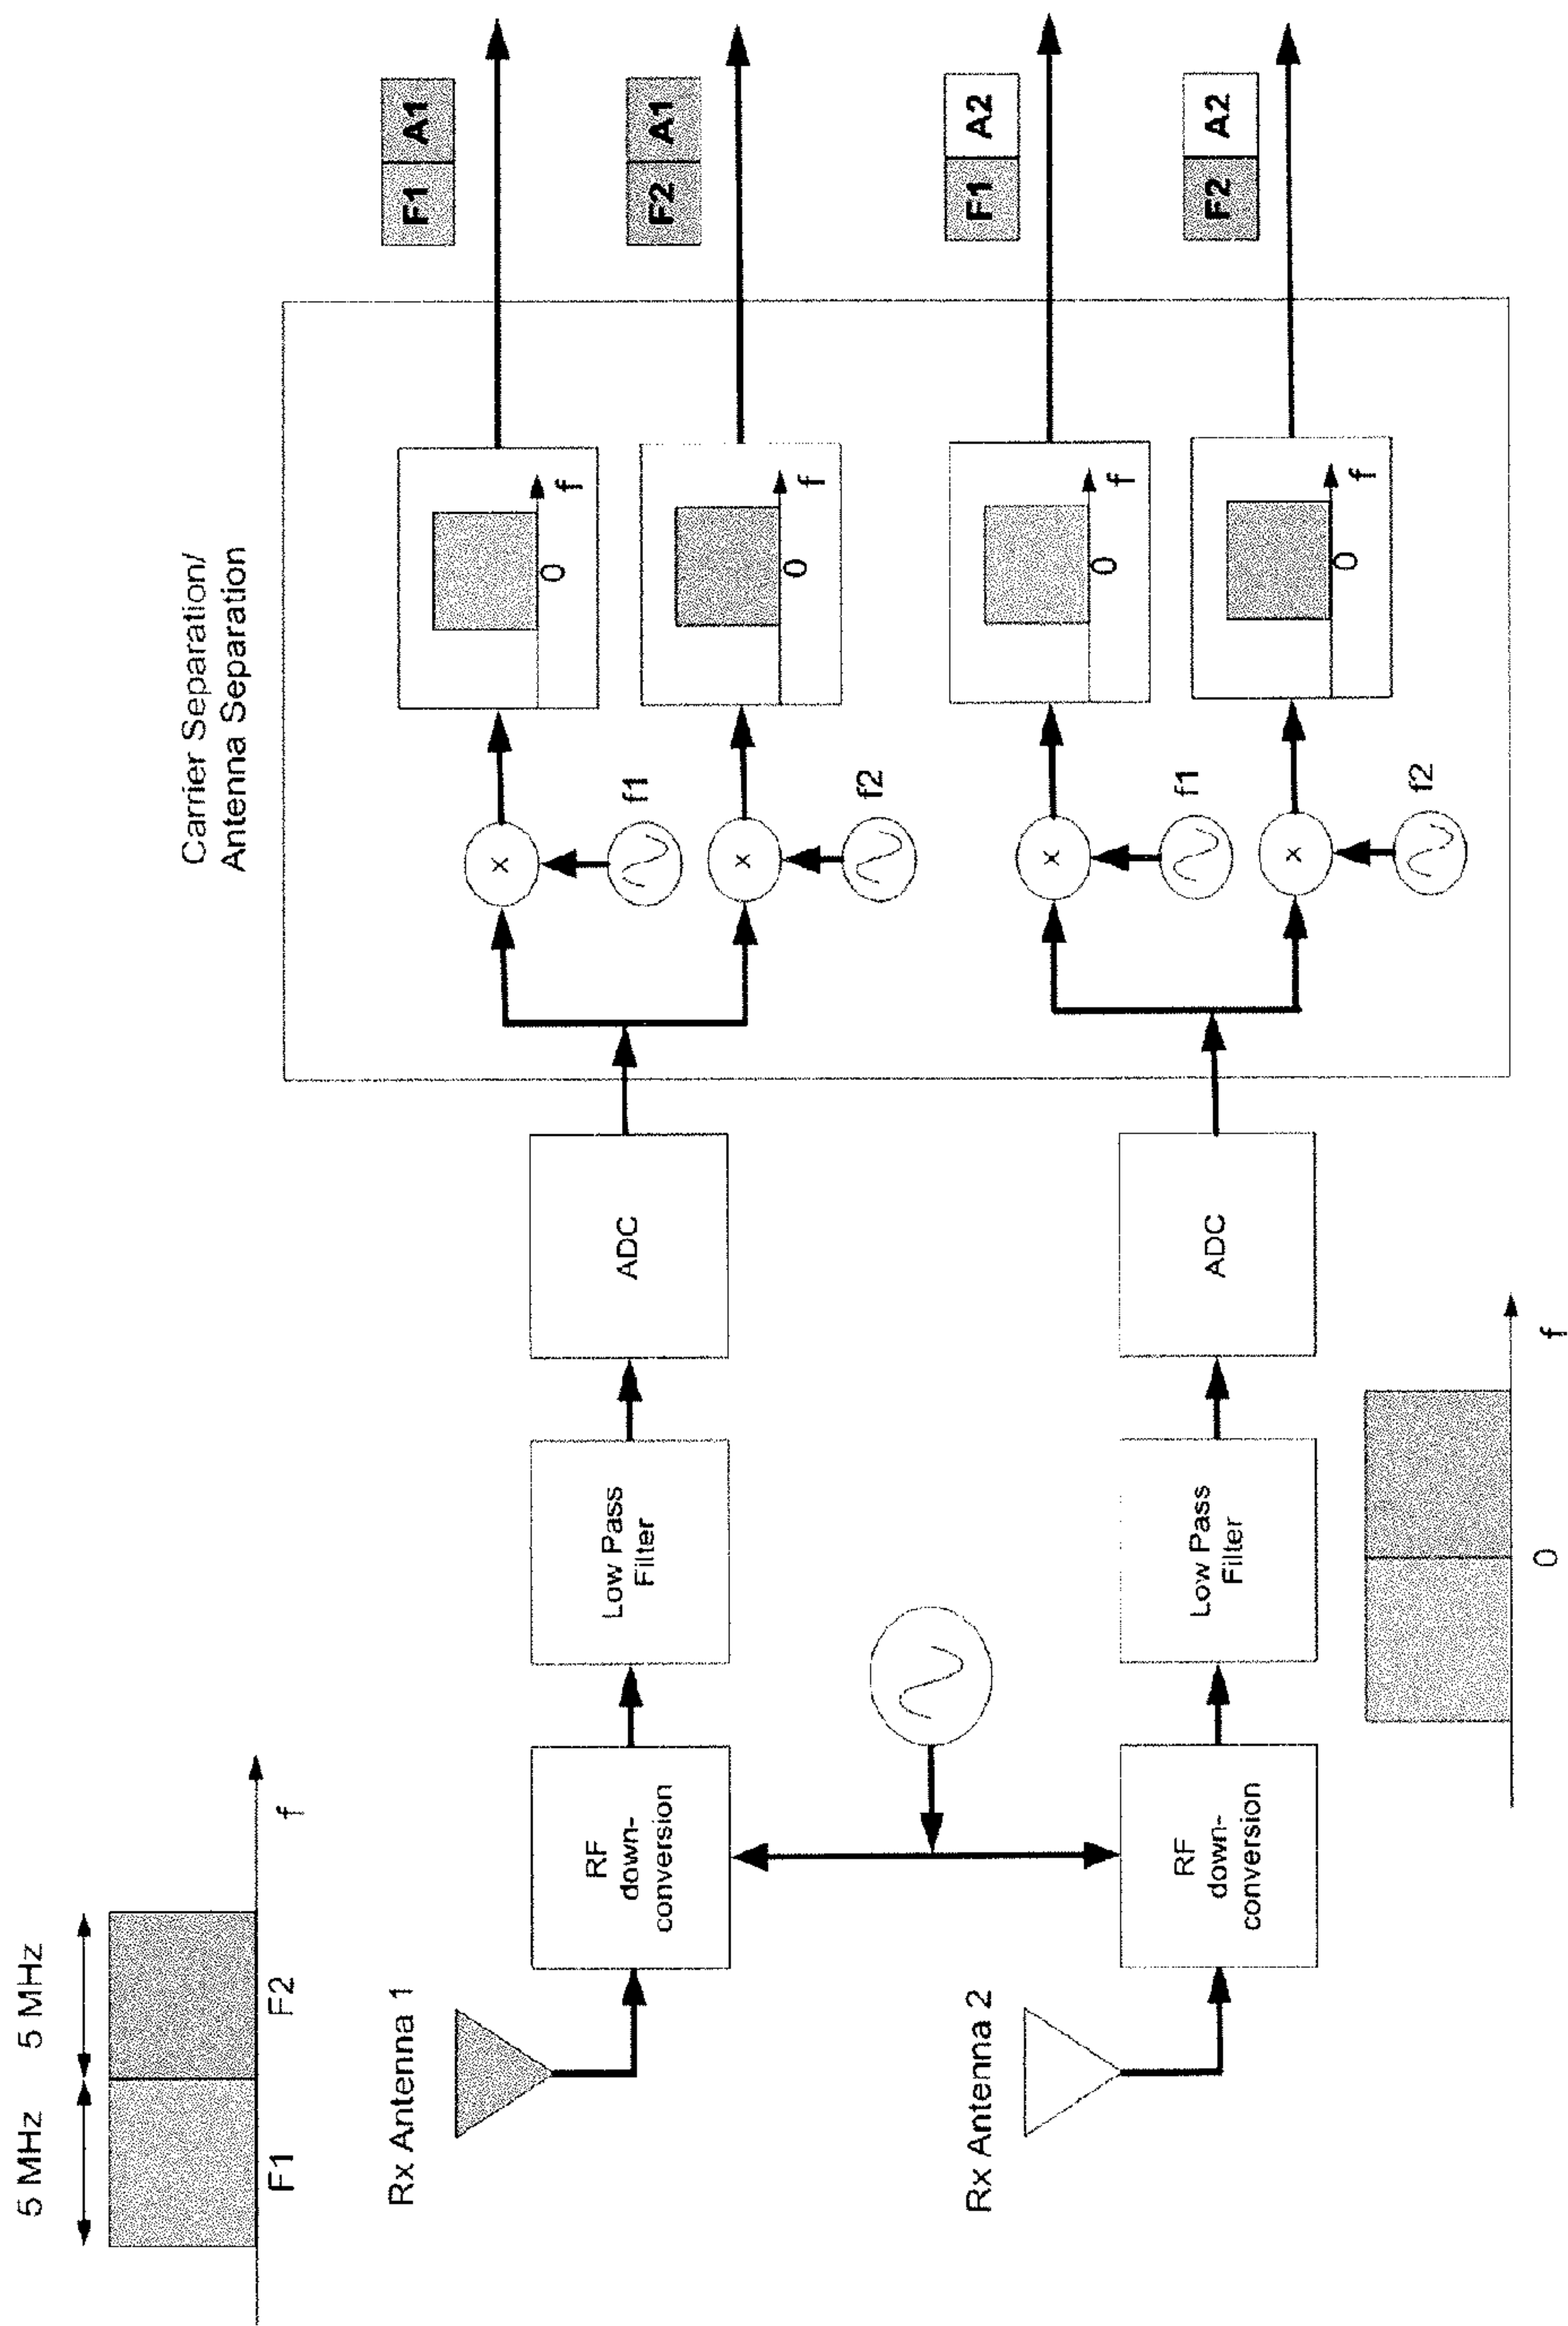 5 MHz
5 MHz
F1
F2
f
Carrier Separation/
Antenna Separation
Rx Antenna 1
RF
down-
conversion
Low Pass
Filter
ADC
x
f1
0
f
F1
A1
x
f2
0
f
F2
A1
Rx Antenna 2
RF
down-
conversion
Low Pass
Filter
ADC
x
f1
0
f
F1
A2
x
f2
0
f
F2
A2
0
f